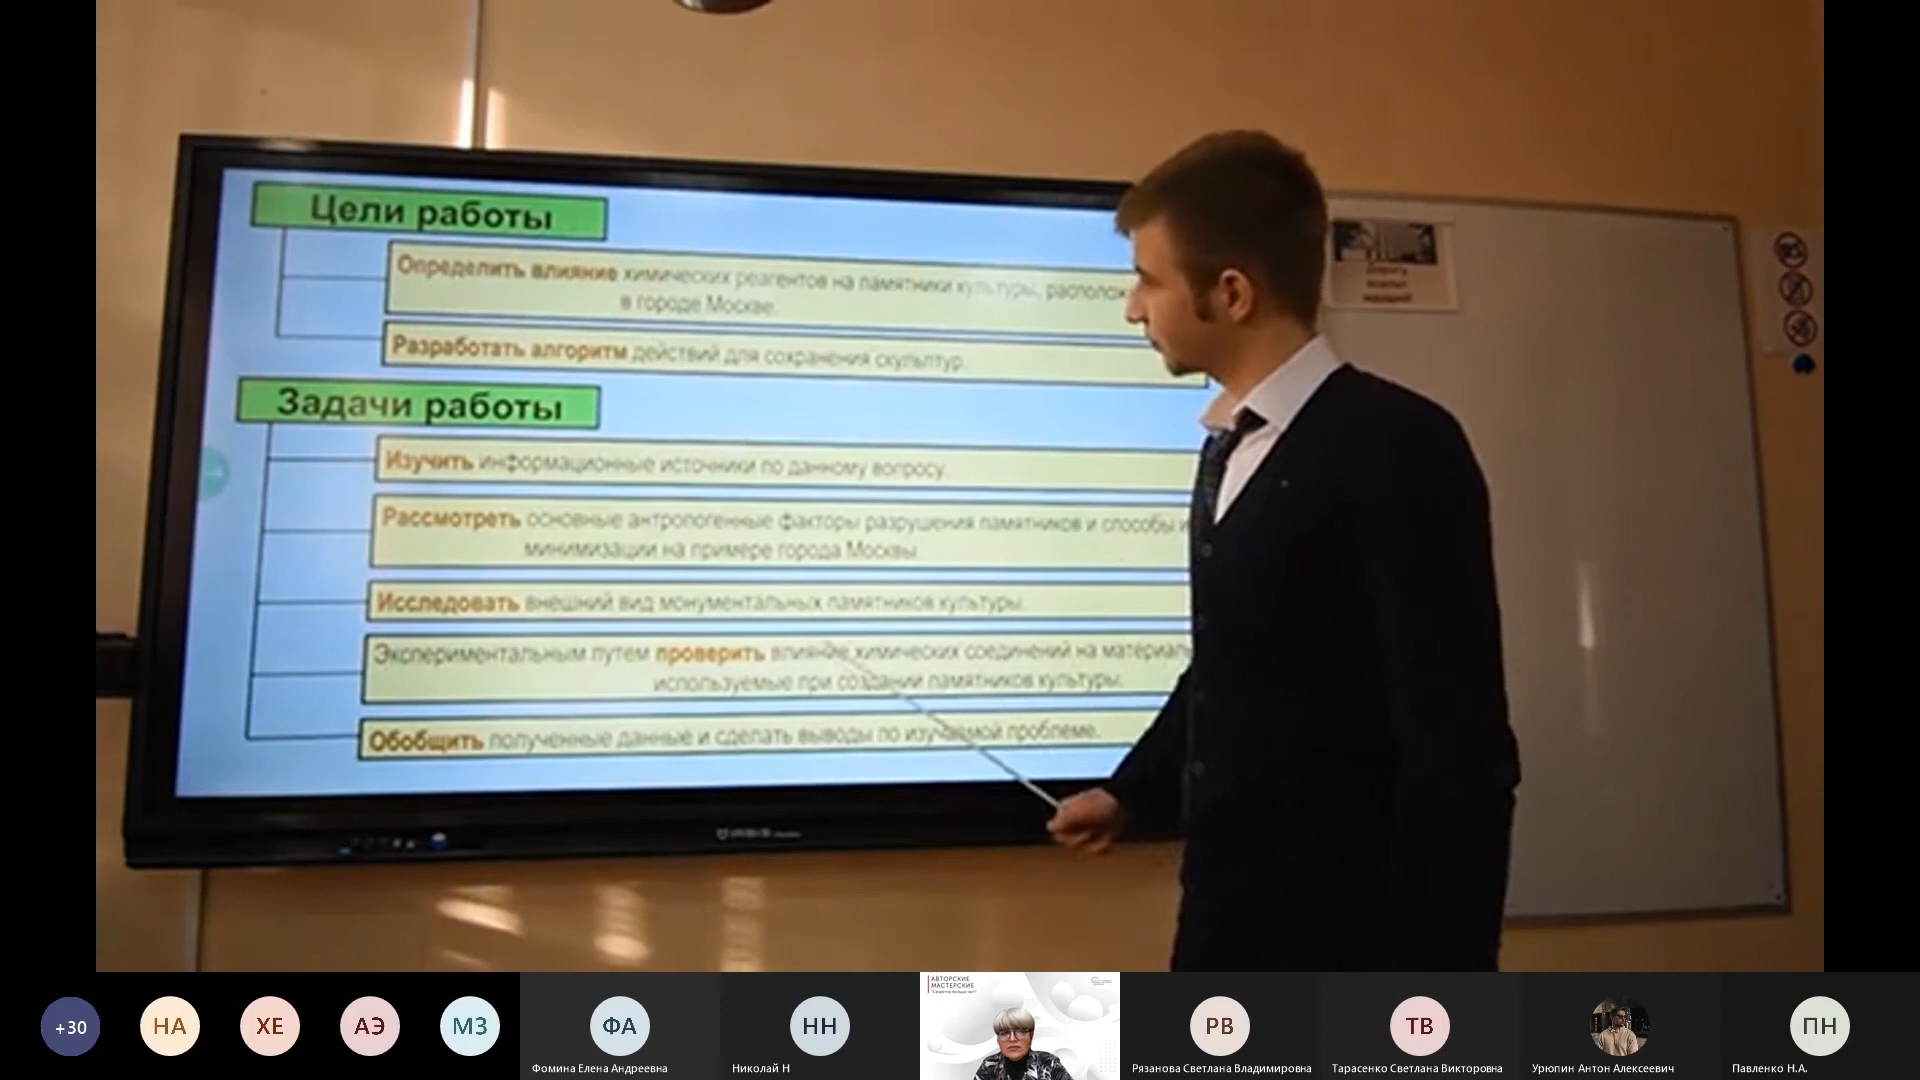 Цели работы
Определить влияние химических реагентов на памятники культуры, располож
в городе Москве.
Разработать алгоритм действий для сохранения скульптур.
Задачи работы
Изучить информационные источники по данному вопросу.
Рассмотреть основные антропогенные факторы разрушения памятников и способы и
минимизации на примере города Москвы
Исследовать внешний вид монументальных памятников культуры.
Экспериментальным путем проверить влияние химических соединений на материаль
используемые при создании памятников культуры.
Обобщить полученные данные и сделать выводы по изучаемой проблеме.
+30
НА
ХЕ
АЭ
МЗ
ФА
Фомина Елена Андреевна
НН
Николай Н
АВТОРСКИЕ
МАСТЕРСКИЕ
РВ
Рязанова Светлана Владимировна
ТВ
Тарасенко Светлана Викторовна
Урюпин Антон Алексеевич
ПН
Павленко Н.А.